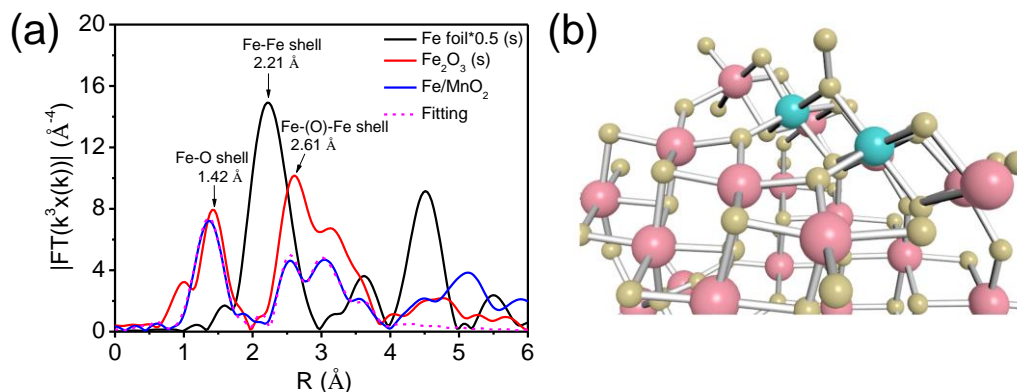 (a)
(b)
20
16
12
8
4
0
|FT(k³x(k))| (Å⁻⁴)
Fe-Fe shell
2.21 Å
Fe-(O)-Fe shell
2.61 Å
Fe-O shell
1.42 Å
Fe foil*0.5 (s)
Fe₂O₃ (s)
Fe/MnO₂
Fitting
0 1 2 3 4 5 6
R (Å)